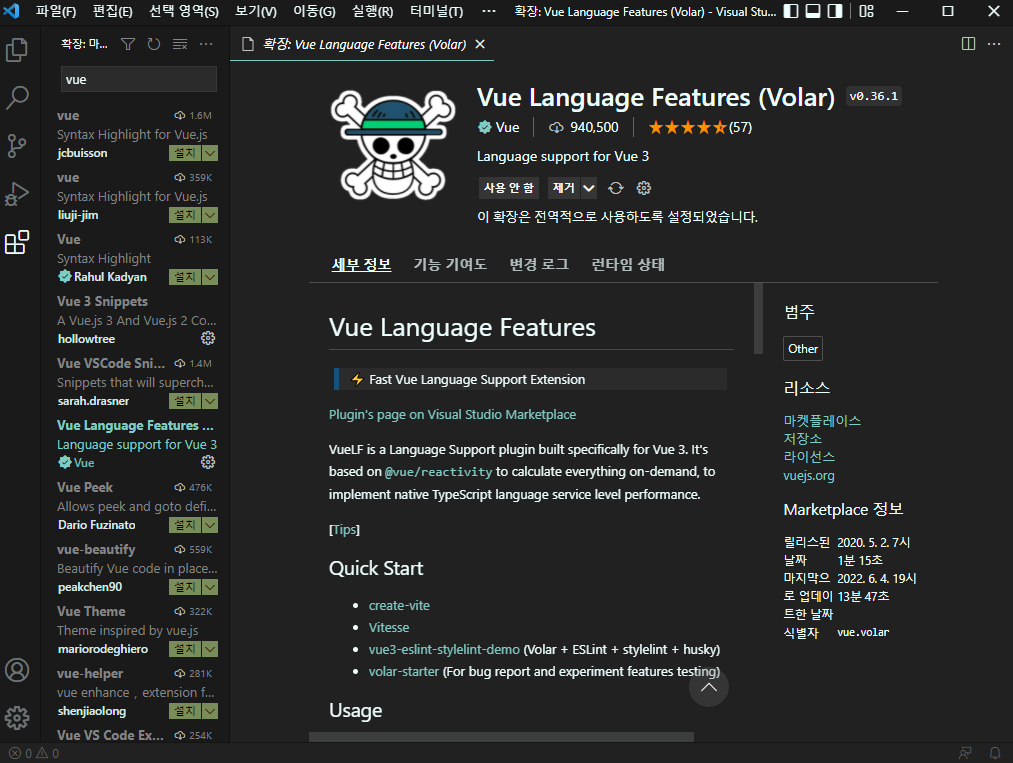 파일(F) 편집(E) 선택 영역(S) 보기(V) 이동(G) 실행(R) 터미널(T) ··· 확장: Vue Language Features (Volar) - Visual Stu...
확장: 마... ···
vue
vue 1.6M
Syntax Highlight for Vue.js
jcbuisson 설치
vue 359K
Syntax Highlight for Vue.js
liuji-jim 설치
Vue 113K
Syntax Highlight
Rahul Kadyan 설치
Vue 3 Snippets
A Vue.js 3 And Vue.js 2 Co...
hollowtree
Vue VSCode Sni... 1.4M
Snippets that will superch...
sarah.drasner 설치
Vue Language Features ...
Language support for Vue 3
Vue
Vue Peek 476K
Allows peek and goto defi...
Dario Fuzinato 설치
vue-beautify 559K
Beautify Vue code in place...
peakchen90 설치
Vue Theme 322K
Theme inspired by vue.js
mariorodeghiero 설치
vue-helper 281K
vue enhance，extension f...
shenjiaolong 설치
Vue VS Code Ex... 254K
확장: Vue Language Features (Volar)
Vue Language Features (Volar) v0.36.1
Vue 940,500 (57)
Language support for Vue 3
사용 안 함 제거
이 확장은 전역적으로 사용하도록 설정되었습니다.
세부 정보 기능 기여도 변경 로그 런타임 상태
Vue Language Features
⚡ Fast Vue Language Support Extension
Plugin's page on Visual Studio Marketplace
VueLF is a Language Support plugin built specifically for Vue 3. It's
based on @vue/reactivity to calculate everything on-demand, to
implement native TypeScript language service level performance.
[Tips]
Quick Start
• create-vite
• Vitesse
• vue3-eslint-stylelint-demo (Volar + ESLint + stylelint + husky)
• volar-starter (For bug report and experiment features testing)
Usage
범주
Other
리소스
마켓플레이스
저장소
라이선스
vuejs.org
Marketplace 정보
릴리스된 2020. 5. 2. 7시
날짜 1분 15초
마지막으 2022. 6. 4. 19시
로 업데이 13분 47초
트한 날짜
식별자 vue.volar
0 0